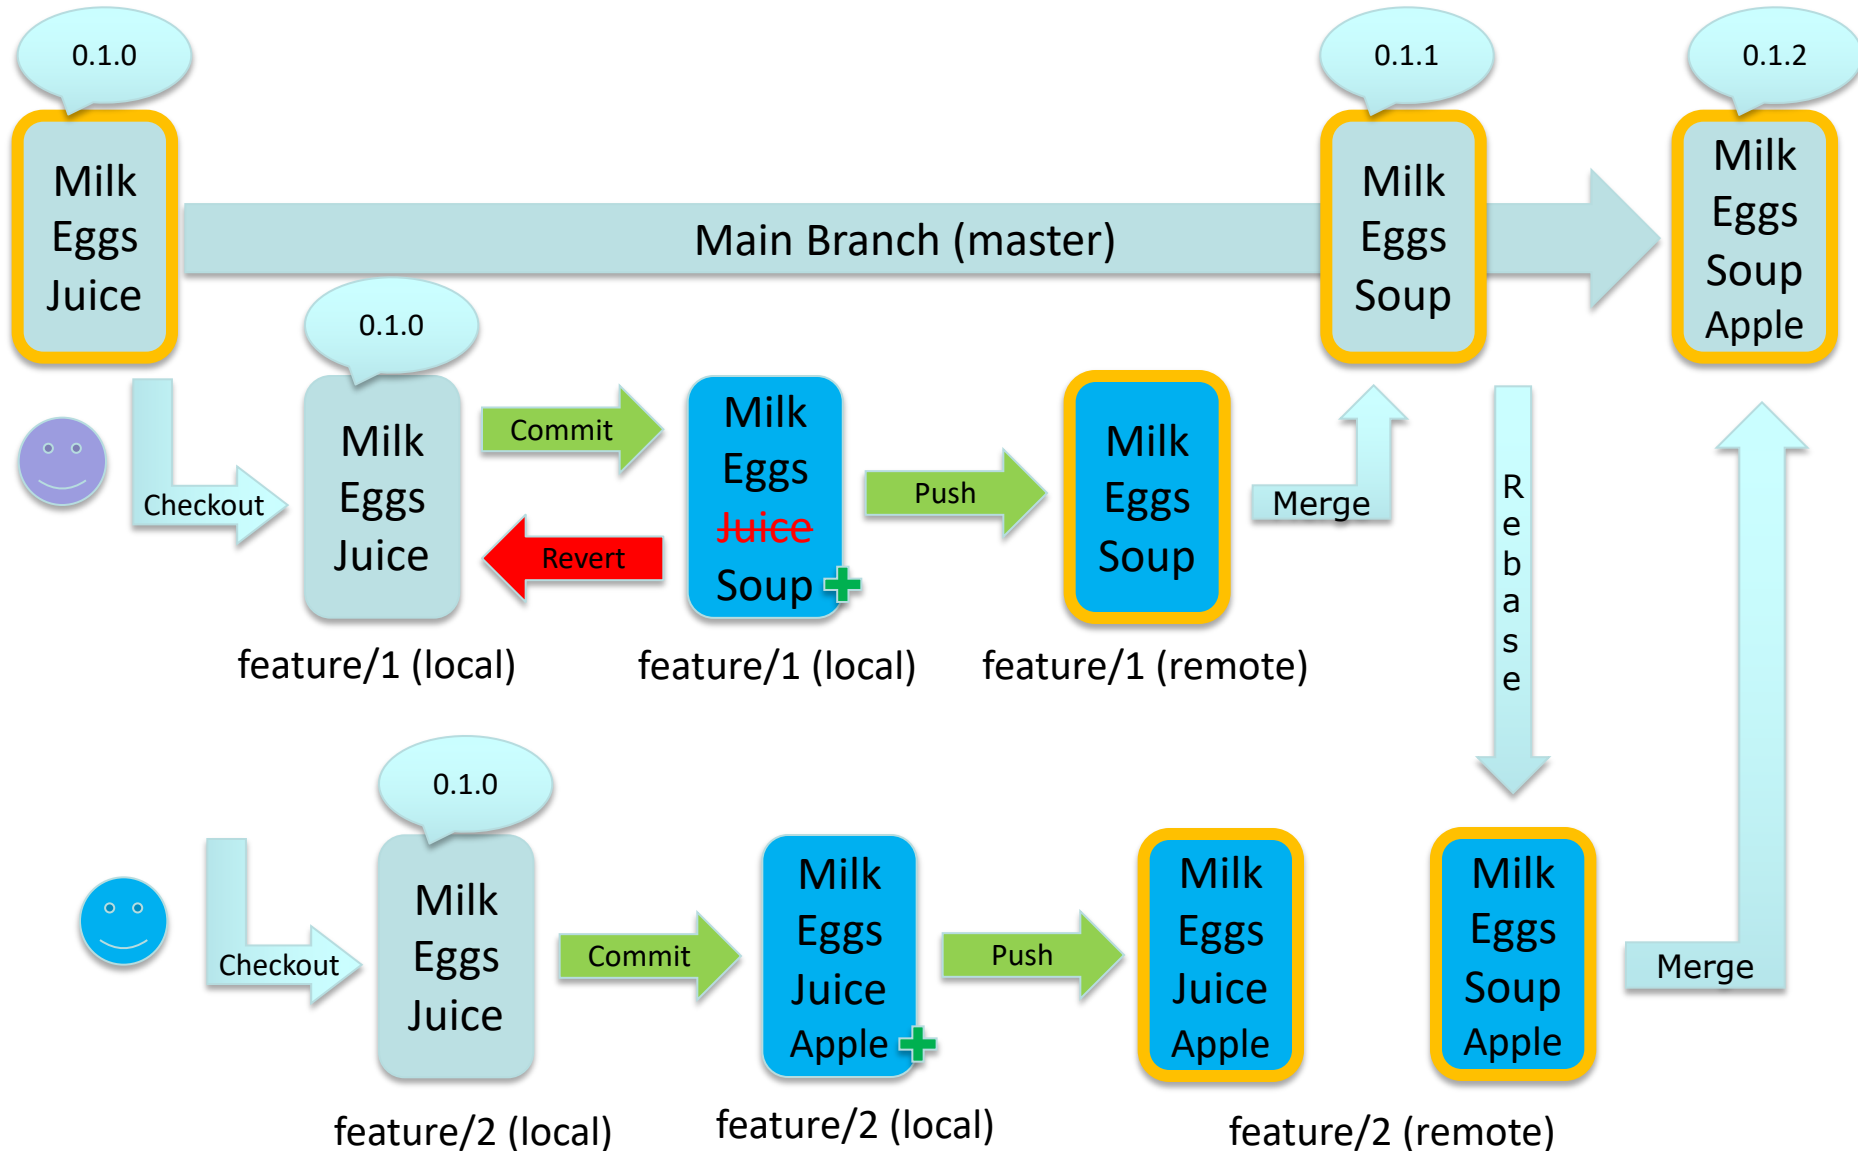 0.1.0
0.1.1
0.1.2
Milk
Eggs
Juice
Main Branch (master)
Milk
Eggs
Soup
Milk
Eggs
Soup
Apple
0.1.0
Checkout
Milk
Eggs
Juice
Commit
Revert
Milk
Eggs
Juice
Soup
Push
Milk
Eggs
Soup
Merge
Rebase
feature/1 (local)
feature/1 (local)
feature/1 (remote)
0.1.0
Checkout
Milk
Eggs
Juice
Commit
Milk
Eggs
Juice
Apple
Push
Milk
Eggs
Juice
Apple
Milk
Eggs
Soup
Apple
Merge
feature/2 (local)
feature/2 (local)
feature/2 (remote)